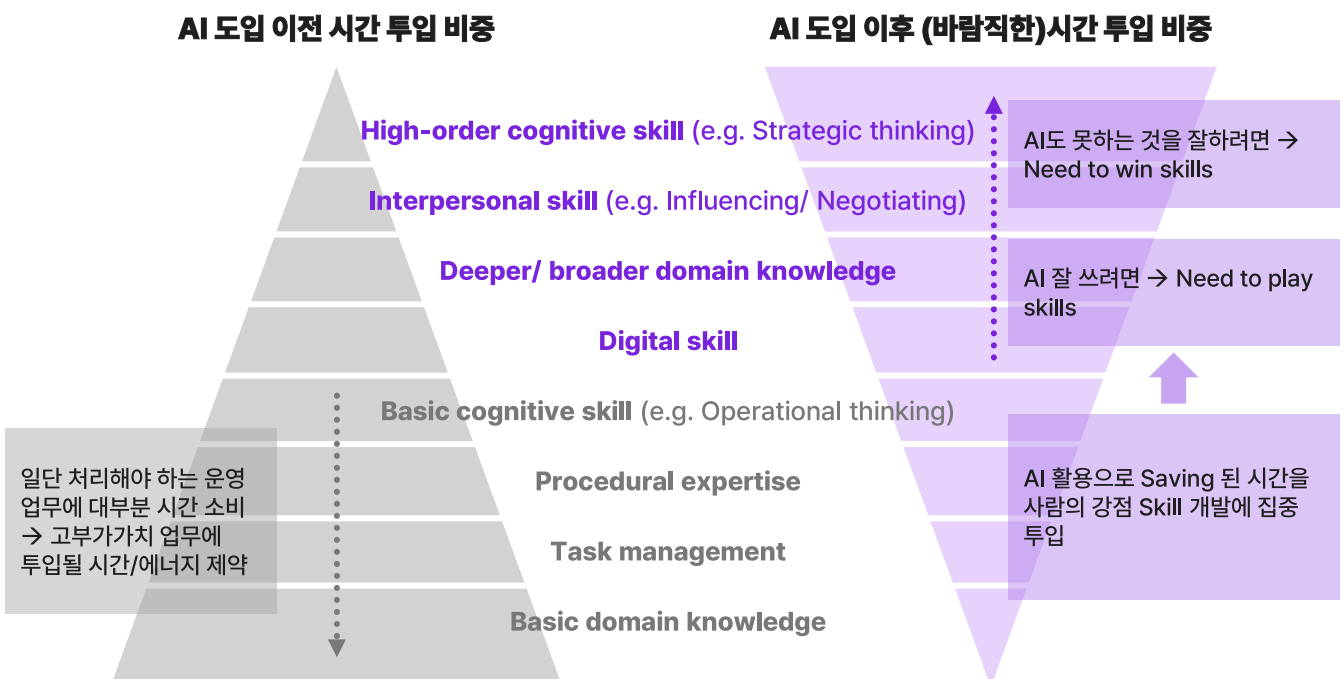 AI 도입 이전 시간 투입 비중
AI 도입 이후 (바람직한)시간 투입 비중
High-order cognitive skill (e.g. Strategic thinking)
Interpersonal skill (e.g. Influencing/ Negotiating)
Deeper/ broader domain knowledge
Digital skill
Basic cognitive skill (e.g. Operational thinking)
Procedural expertise
Task management
Basic domain knowledge
일단 처리해야 하는 운영
업무에 대부분 시간 소비
→ 고부가가치 업무에
투입될 시간/에너지 제약
AI도 못하는 것을 잘하려면 →
Need to win skills
AI 잘 쓰려면 → Need to play
skills
AI 활용으로 Saving 된 시간을
사람의 강점 Skill 개발에 집중
투입